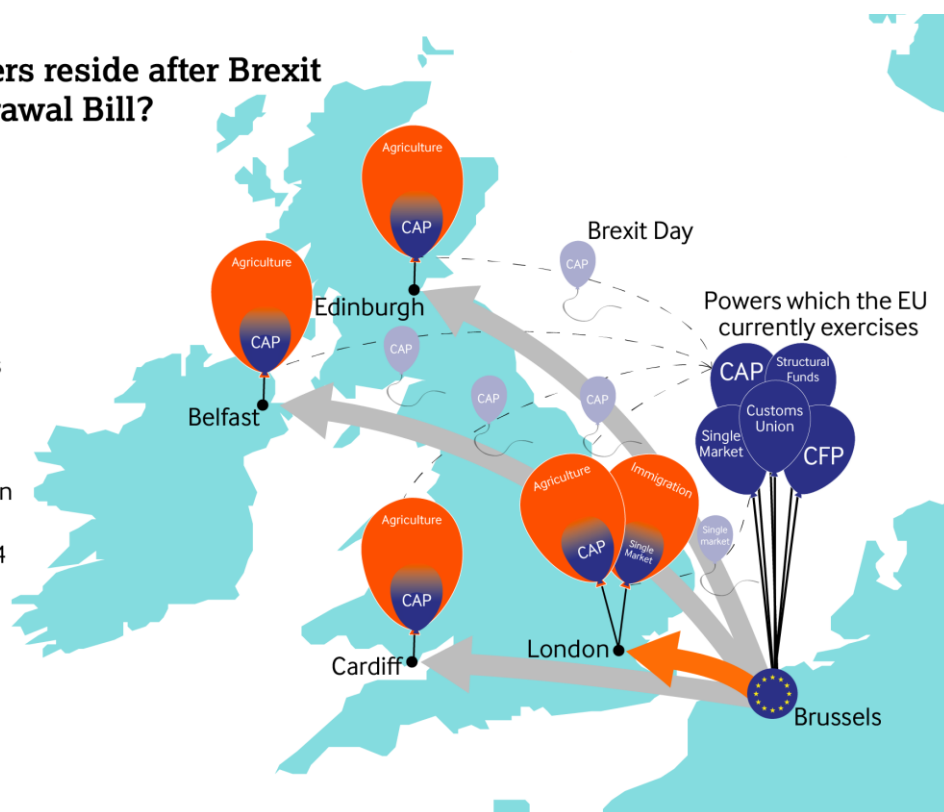 ers reside after Brexit
rawal Bill?
Agriculture
CAP
Brexit Day
Agriculture
CAP
CAP
Edinburgh
Powers which the EU
currently exercises
CAP
Structural
Funds
Customs
Union
Single
Market
CFP
CAP
CAP
CAP
s
Belfast
Agriculture
CAP
Immigration
Single
Market
n
4
Agriculture
CAP
Single
market
London
Cardiff
Brussels